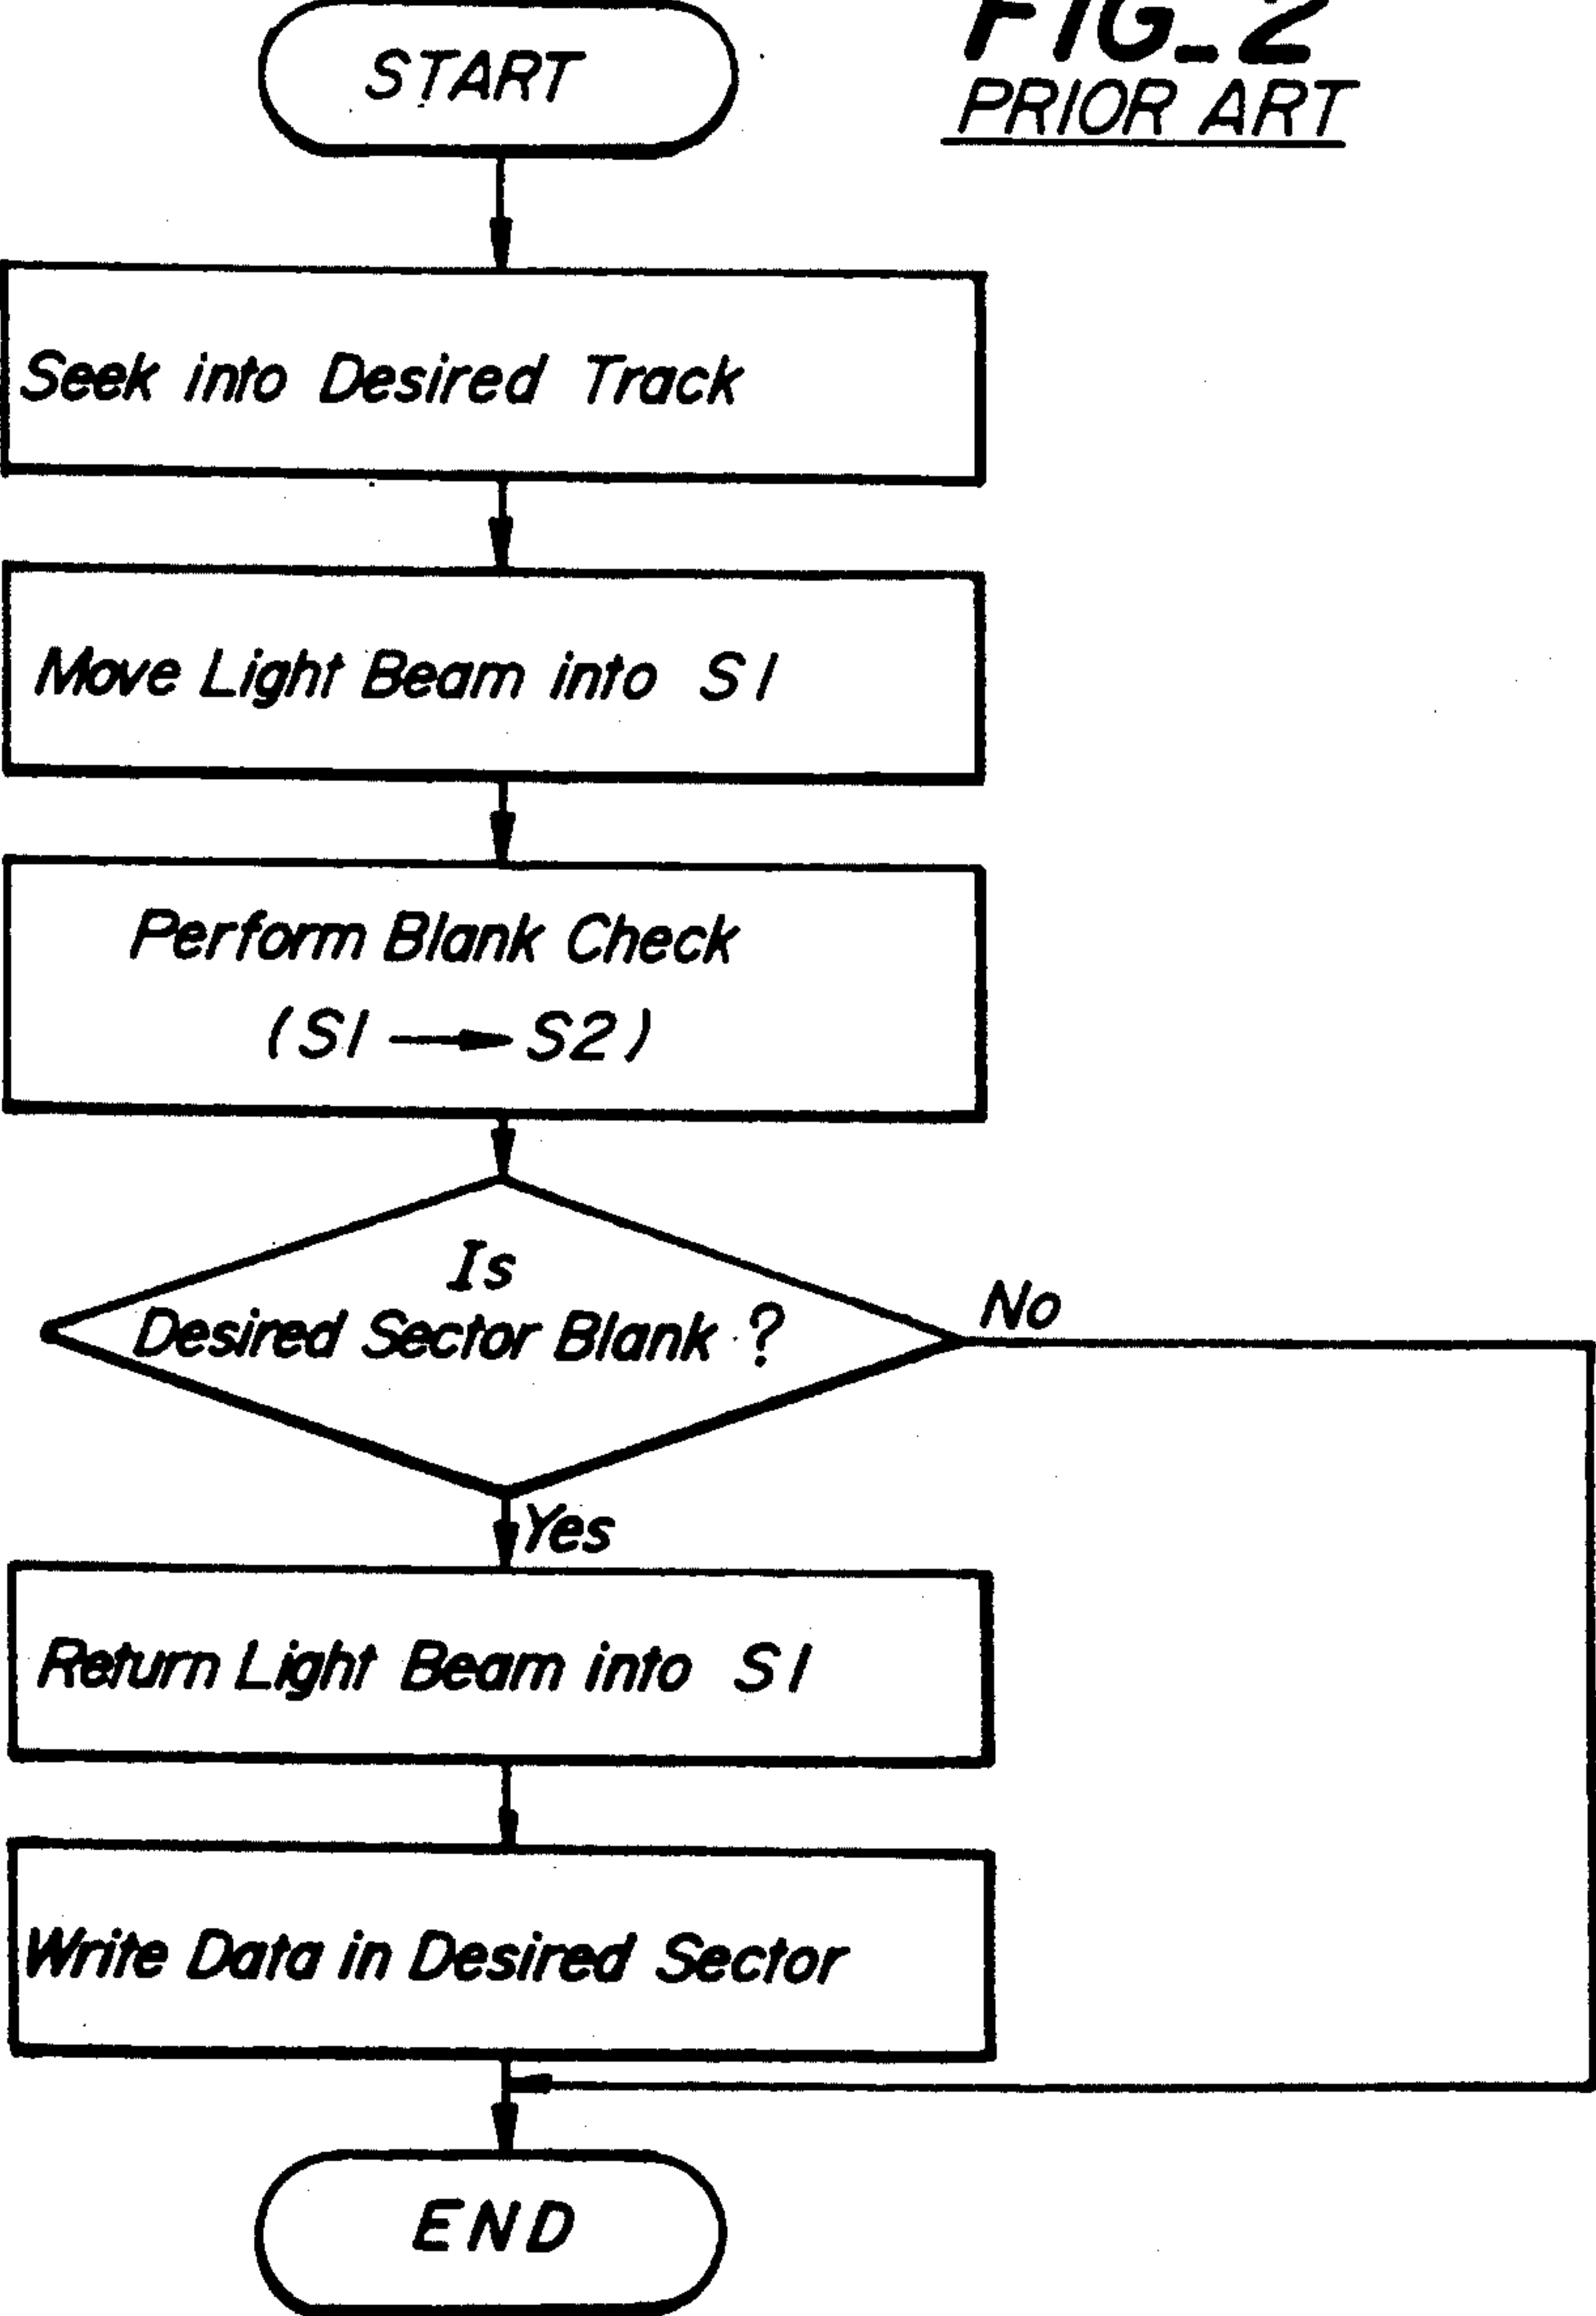 START
FIG_2
PRIOR ART
Seek into Desired Track
Move Light Beam into S1
Perform Blank Check
(S1 → S2)
Is
Desired Sector Blank ?
No
Yes
Return Light Beam into S1
Write Data in Desired Sector
END